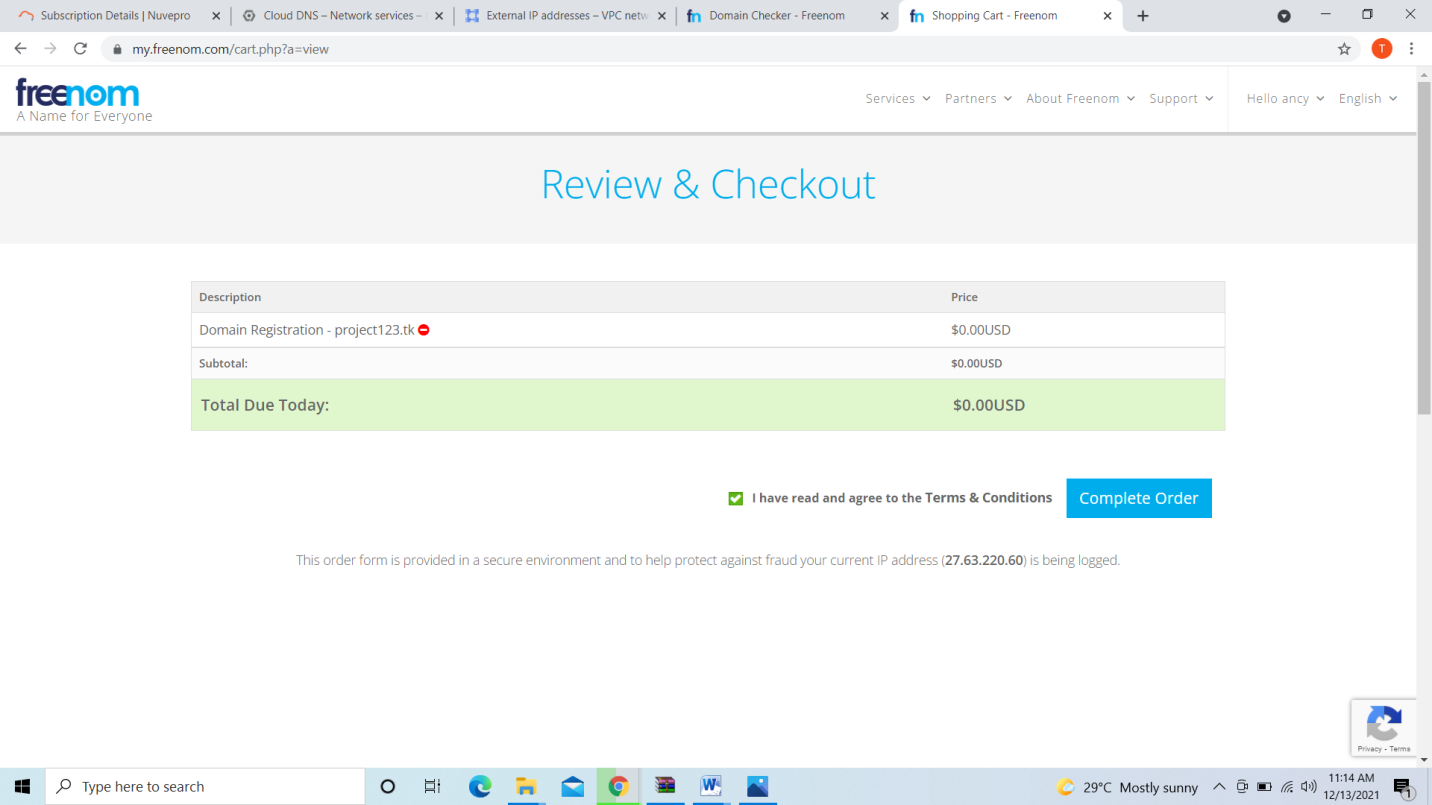 Subscription Details | Nuvepro
Cloud DNS – Network services –
External IP addresses – VPC netw
Domain Checker - Freenom
Shopping Cart - Freenom
my.freenom.com/cart.php?a=view
T
freenom
A Name for Everyone
Services
Partners
About Freenom
Support
Hello ancy
English
Review & Checkout
Description Price
Domain Registration - project123.tk $0.00USD
Subtotal: $0.00USD
Total Due Today: $0.00USD
I have read and agree to the Terms & Conditions
Complete Order
This order form is provided in a secure environment and to help protect against fraud your current IP address (27.63.220.60) is being logged.
Privacy - Terms
Type here to search
29°C Mostly sunny
11:14 AM
12/13/2021
1